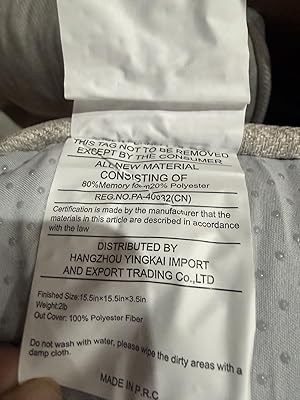 THIS TAG NOT TO BE REMOVED
EXCEPT BY THE CONSUMER
ALL NEW MATERIAL
CONSISTING OF
80%Memory form20% Polyester
REG.NO.PA-40032(CN)
Certification is made by the manufacturer that the
materials in this article are described in accordance
with the law
DISTRIBUTED BY
HANGZHOU YINGKAI IMPORT
AND EXPORT TRADING Co.,LTD
Finished Size:15.5in×15.5in×3.5in
Weight:2lb
Out Cover: 100% Polyester Fiber
Do not wash with water, please wipe the dirty areas with a
damp cloth.
MADE IN P.R.C